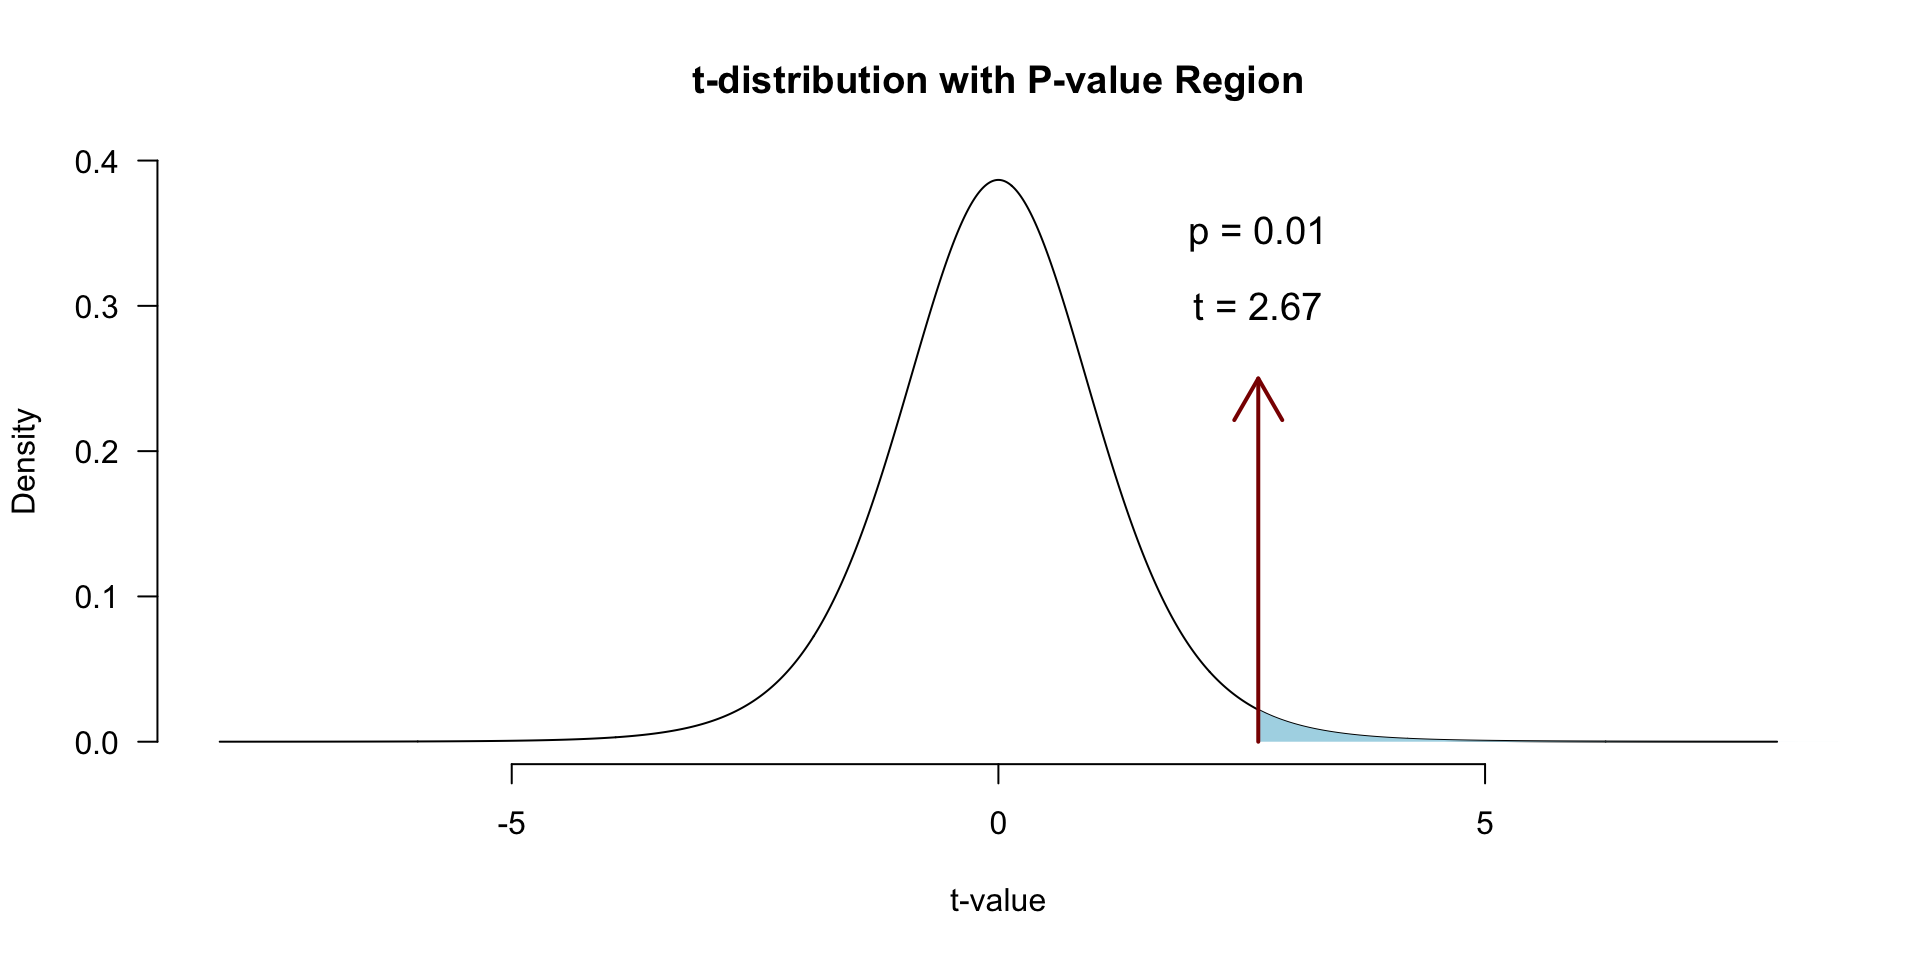 t-distribution with P-value Region
0.4
0.3
0.2
0.1
0.0
Density
p = 0.01
t = 2.67
-5
0
5
t-value